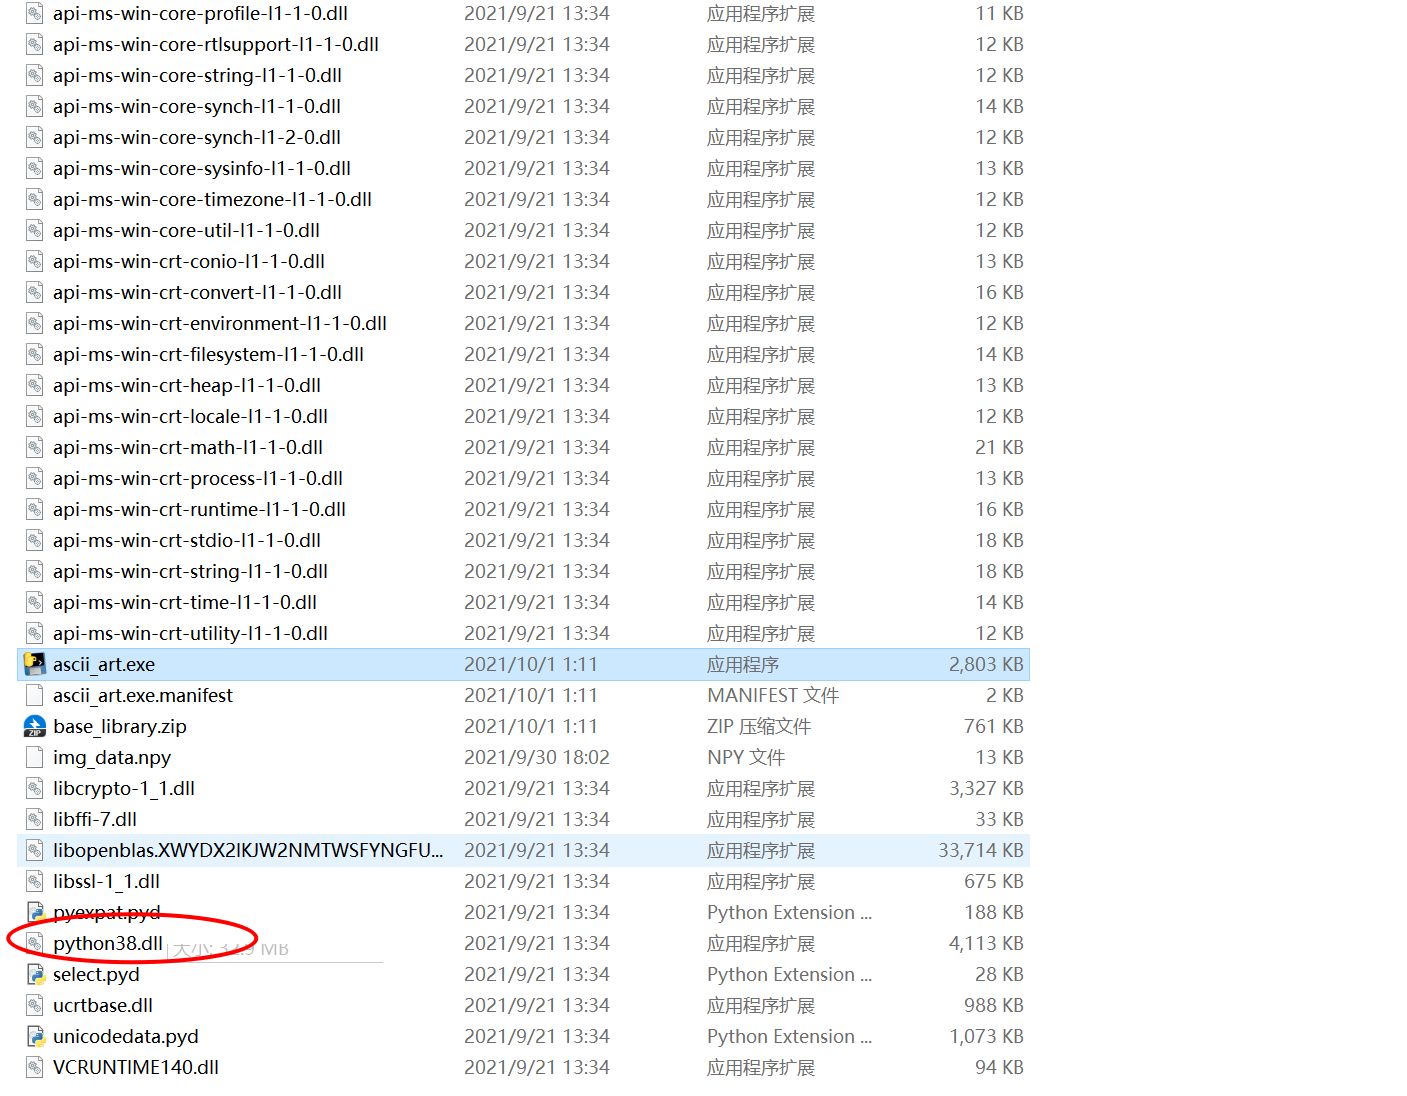 api-ms-win-core-profile-l1-1-0.dll 2021/9/21 13:34 应用程序扩展 11 KB
api-ms-win-core-rtlsupport-l1-1-0.dll 2021/9/21 13:34 应用程序扩展 12 KB
api-ms-win-core-string-l1-1-0.dll 2021/9/21 13:34 应用程序扩展 12 KB
api-ms-win-core-synch-l1-1-0.dll 2021/9/21 13:34 应用程序扩展 14 KB
api-ms-win-core-synch-l1-2-0.dll 2021/9/21 13:34 应用程序扩展 12 KB
api-ms-win-core-sysinfo-l1-1-0.dll 2021/9/21 13:34 应用程序扩展 13 KB
api-ms-win-core-timezone-l1-1-0.dll 2021/9/21 13:34 应用程序扩展 12 KB
api-ms-win-core-util-l1-1-0.dll 2021/9/21 13:34 应用程序扩展 12 KB
api-ms-win-crt-conio-l1-1-0.dll 2021/9/21 13:34 应用程序扩展 13 KB
api-ms-win-crt-convert-l1-1-0.dll 2021/9/21 13:34 应用程序扩展 16 KB
api-ms-win-crt-environment-l1-1-0.dll 2021/9/21 13:34 应用程序扩展 12 KB
api-ms-win-crt-filesystem-l1-1-0.dll 2021/9/21 13:34 应用程序扩展 14 KB
api-ms-win-crt-heap-l1-1-0.dll 2021/9/21 13:34 应用程序扩展 13 KB
api-ms-win-crt-locale-l1-1-0.dll 2021/9/21 13:34 应用程序扩展 12 KB
api-ms-win-crt-math-l1-1-0.dll 2021/9/21 13:34 应用程序扩展 21 KB
api-ms-win-crt-process-l1-1-0.dll 2021/9/21 13:34 应用程序扩展 13 KB
api-ms-win-crt-runtime-l1-1-0.dll 2021/9/21 13:34 应用程序扩展 16 KB
api-ms-win-crt-stdio-l1-1-0.dll 2021/9/21 13:34 应用程序扩展 18 KB
api-ms-win-crt-string-l1-1-0.dll 2021/9/21 13:34 应用程序扩展 18 KB
api-ms-win-crt-time-l1-1-0.dll 2021/9/21 13:34 应用程序扩展 14 KB
api-ms-win-crt-utility-l1-1-0.dll 2021/9/21 13:34 应用程序扩展 12 KB
ascii_art.exe 2021/10/1 1:11 应用程序 2,803 KB
ascii_art.exe.manifest 2021/10/1 1:11 MANIFEST 文件 2 KB
base_library.zip 2021/10/1 1:11 ZIP 压缩文件 761 KB
img_data.npy 2021/9/30 18:02 NPY 文件 13 KB
libcrypto-1_1.dll 2021/9/21 13:34 应用程序扩展 3,327 KB
libffi-7.dll 2021/9/21 13:34 应用程序扩展 33 KB
libopenblas.XWYDX2IKJW2NMTWSFYNGFU... 2021/9/21 13:34 应用程序扩展 33,714 KB
libssl-1_1.dll 2021/9/21 13:34 应用程序扩展 675 KB
pyexpat.pyd 2021/9/21 13:34 Python Extension ... 188 KB
python38.dll 大小: 32.9 MB 2021/9/21 13:34 应用程序扩展 4,113 KB
select.pyd 2021/9/21 13:34 Python Extension ... 28 KB
ucrtbase.dll 2021/9/21 13:34 应用程序扩展 988 KB
unicodedata.pyd 2021/9/21 13:34 Python Extension ... 1,073 KB
VCRUNTIME140.dll 2021/9/21 13:34 应用程序扩展 94 KB